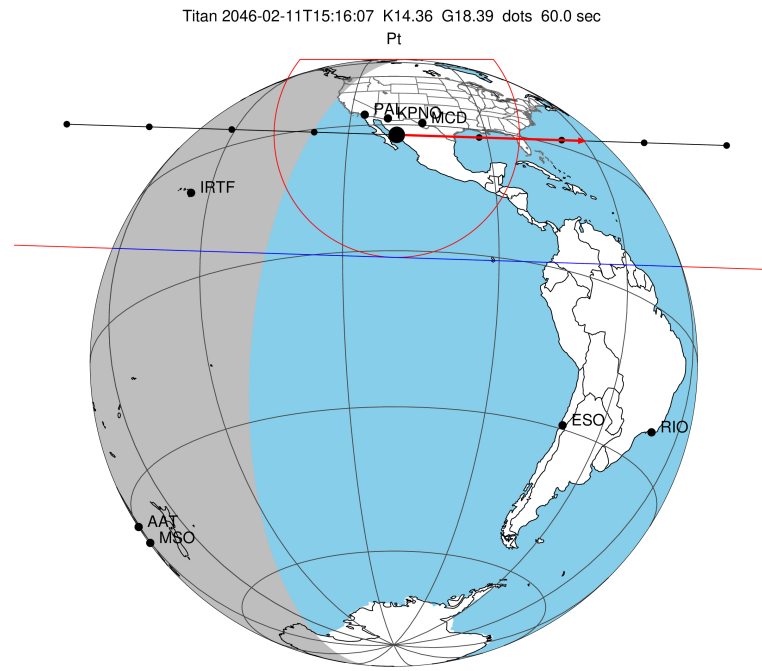 Titan 2046-02-11T15:16:07 K14.36 G18.39 dots 60.0 sec
Pt
PAL
KPNO
MCD
IRTF
ESO
RIO
AAT
MSO